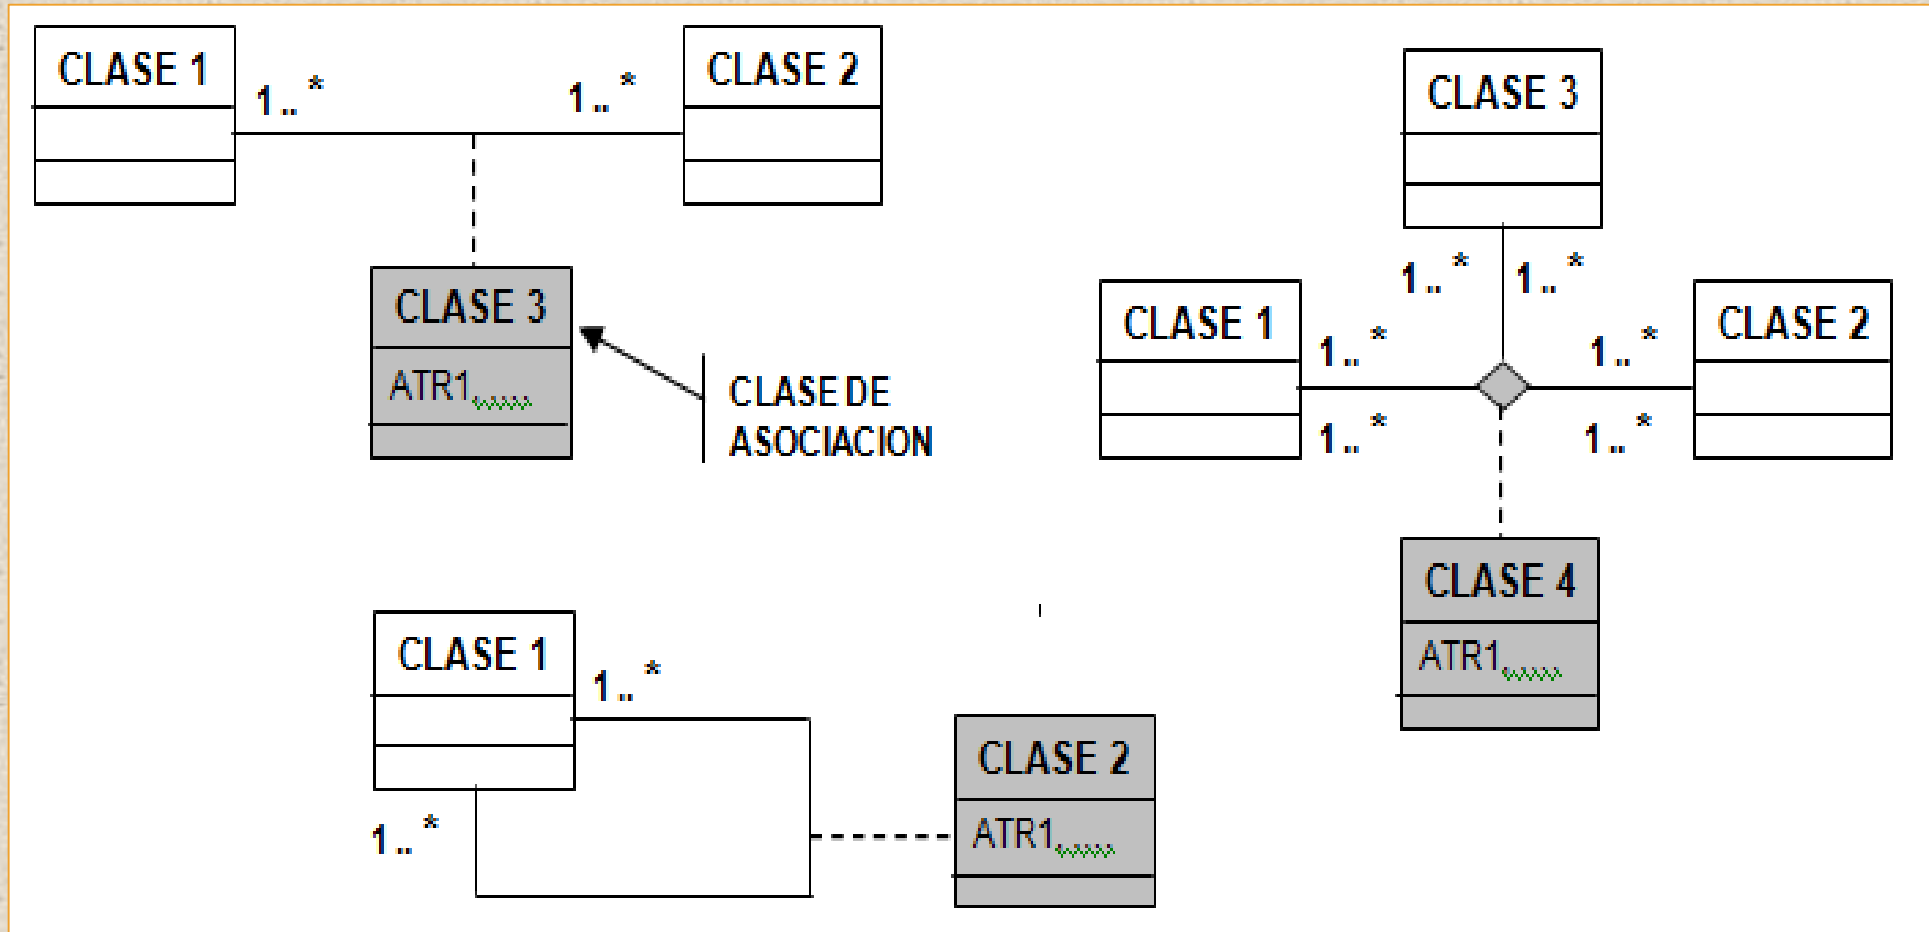 CLASE 1
1..*
1..*
CLASE 2
CLASE 3
ATR1.....
CLASE DE
ASOCIACION
CLASE 3
1..*
1..*
CLASE 1
1..*
1..*
CLASE 2
1..*
1..*
CLASE 4
ATR1.....
CLASE 1
1..*
1..*
CLASE 2
ATR1.....